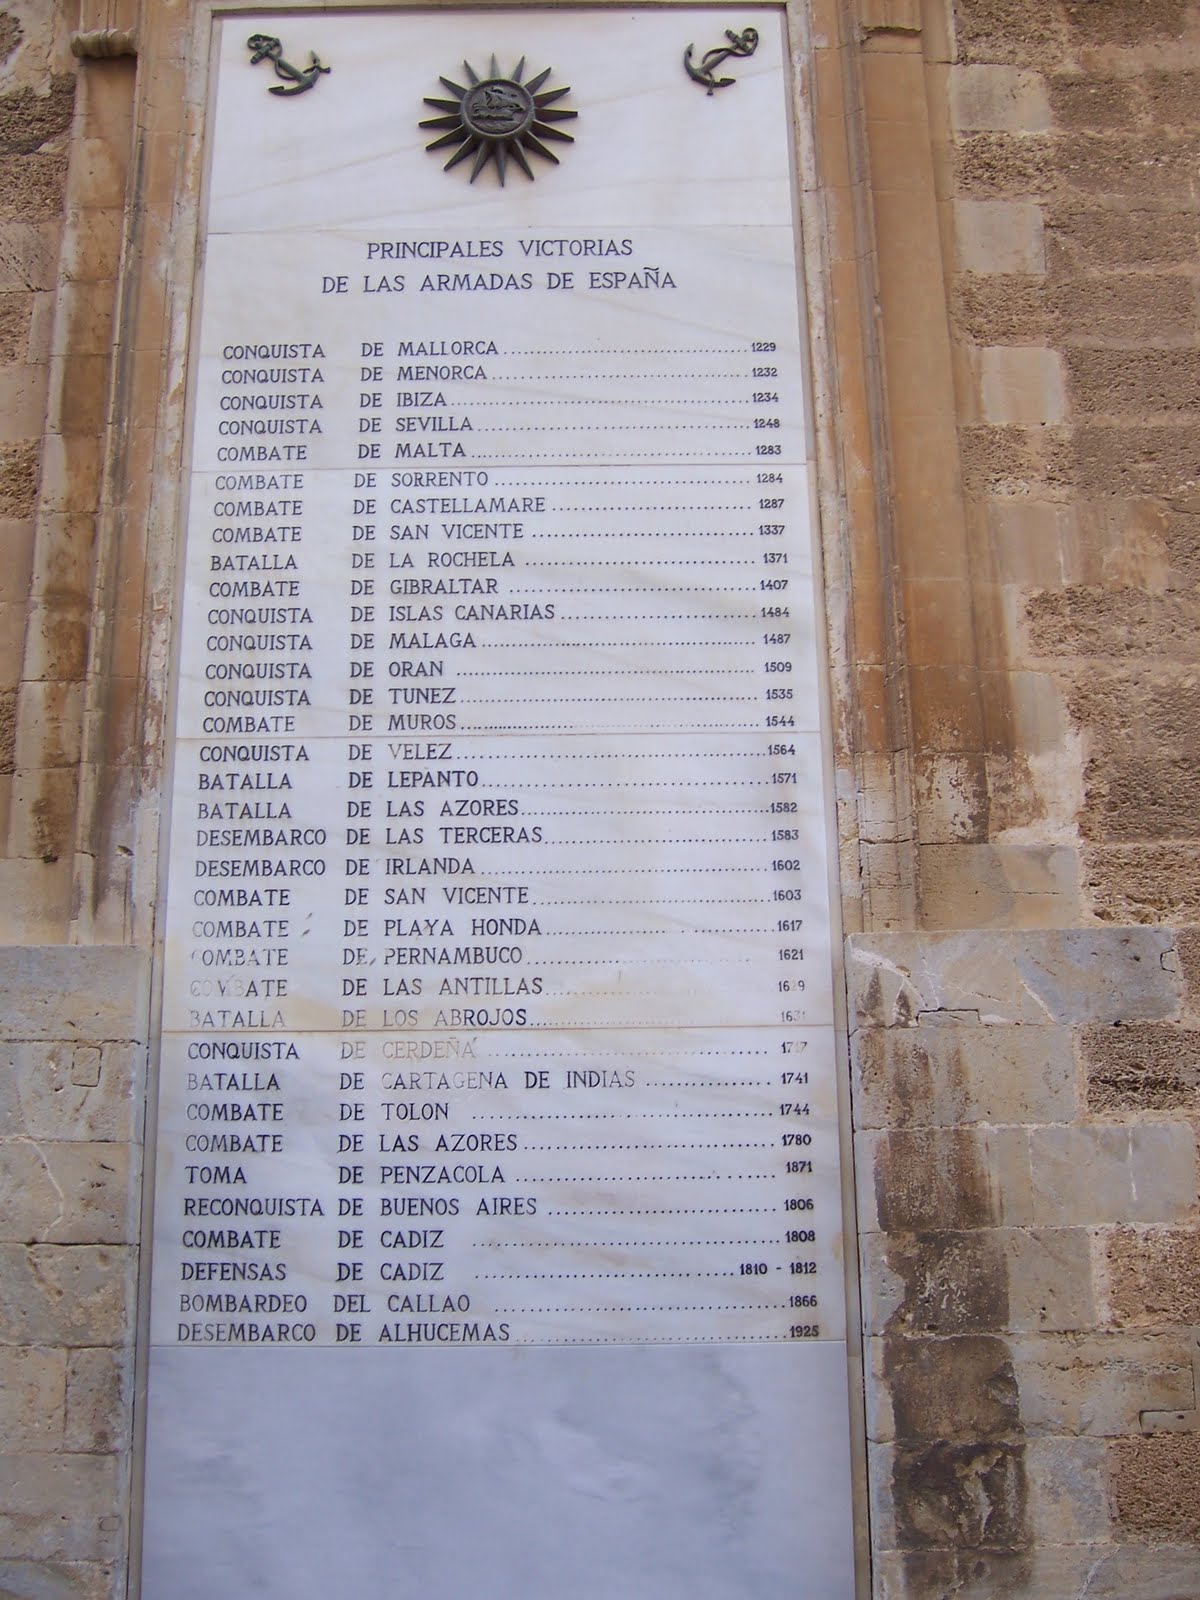 PRINCIPALES VICTORIAS
DE LAS ARMADAS DE ESPAÑA
CONQUISTA DE MALLORCA 1229
CONQUISTA DE MENORCA 1232
CONQUISTA DE IBIZA 1234
CONQUISTA DE SEVILLA 1248
COMBATE DE MALTA 1283
COMBATE DE SORRENTO 1284
COMBATE DE CASTELLAMARE 1287
COMBATE DE SAN VICENTE 1337
BATALLA DE LA ROCHELA 1371
COMBATE DE GIBRALTAR 1407
CONQUISTA DE ISLAS CANARIAS 1484
CONQUISTA DE MALAGA 1487
CONQUISTA DE ORAN 1509
CONQUISTA DE TUNEZ 1535
COMBATE DE MUROS 1544
CONQUISTA DE VELEZ 1564
BATALLA DE LEPANTO 1571
BATALLA DE LAS AZORES 1582
DESEMBARCO DE LAS TERCERAS 1583
DESEMBARCO DE IRLANDA 1602
COMBATE DE SAN VICENTE 1603
COMBATE DE PLAYA HONDA 1617
COMBATE DE PERNAMBUCO 1621
COMBATE DE LAS ANTILLAS
BATALLA DE LOS ABROJOS 1631
CONQUISTA DE CERDEÑA 1717
BATALLA DE CARTAGENA DE INDIAS 1741
COMBATE DE TOLON 1744
COMBATE DE LAS AZORES 1780
TOMA DE PENZACOLA 1871
RECONQUISTA DE BUENOS AIRES 1806
COMBATE DE CADIZ 1808
DEFENSAS DE CADIZ 1810 - 1812
BOMBARDEO DEL CALLAO 1866
DESEMBARCO DE ALHUCEMAS 1925